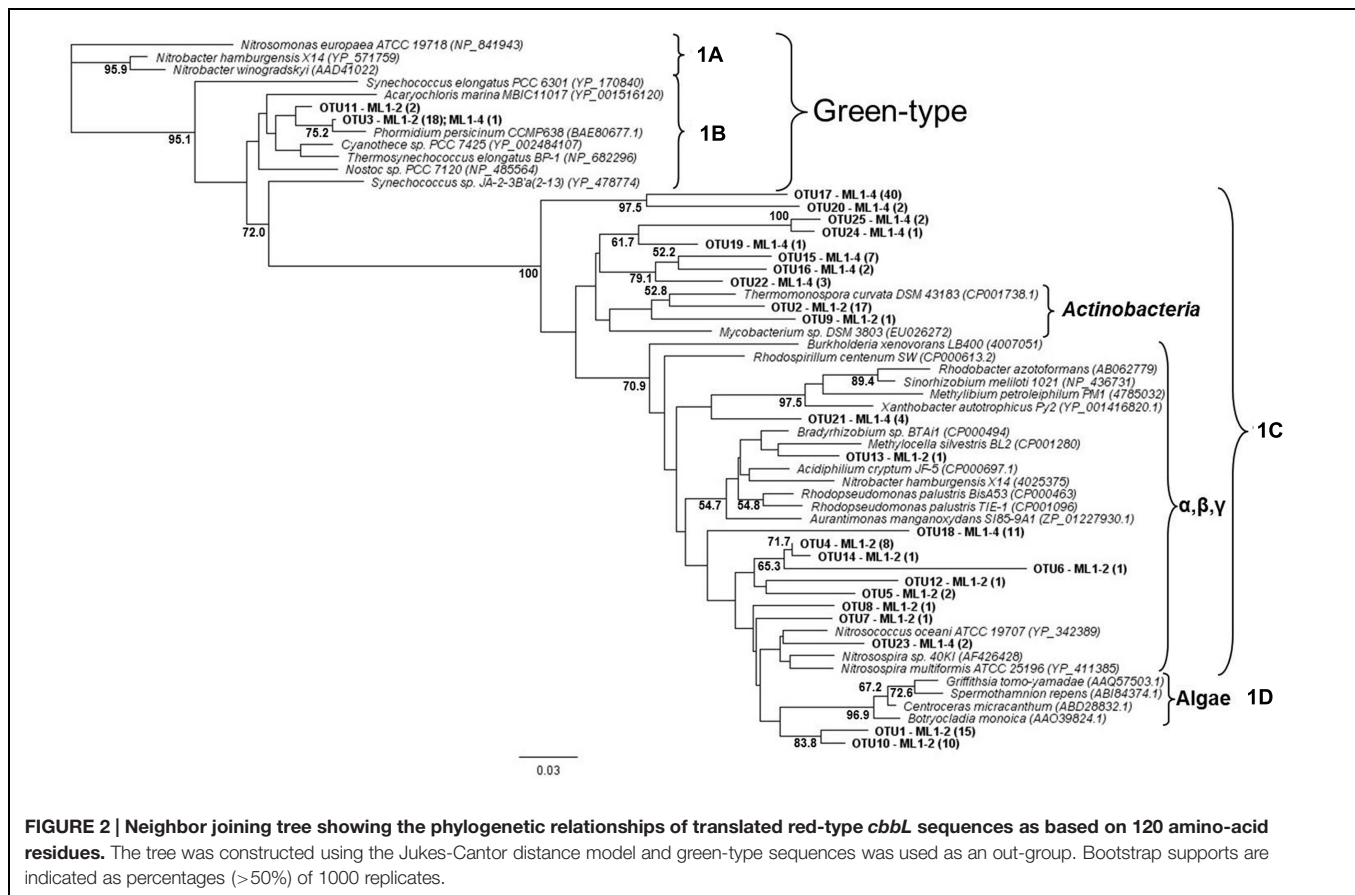 Nitrosomonas europaea ATCC 19718 (NP_841943)
Nitrobacter hamburgensis X14 (YP_571759)
95.9
Nitrobacter winogradskyi (AAD41022)
1A
Synechococcus elongatus PCC 6301 (YP_170840)
Acaryochloris marina MBIC11017 (YP_001516120)
OTU11 - ML1-2 (2)
OTU3 - ML1-2 (18); ML1-4 (1)
75.2
Phormidium persicinum CCMP638 (BAE80677.1)
95.1
Cyanothece sp. PCC 7425 (YP_002484107)
Thermosynechococcus elongatus BP-1 (NP_682296)
Nostoc sp. PCC 7120 (NP_485564)
Synechococcus sp. JA-2-3B'a(2-13) (YP_478774)
1B
Green-type
72.0
100
OTU17 - ML1-4 (40)
97.5
OTU20 - ML1-4 (2)
100
OTU25 - ML1-4 (2)
OTU24 - ML1-4 (1)
61.7
OTU19 - ML1-4 (1)
52.2
OTU15 - ML1-4 (7)
OTU16 - ML1-4 (2)
79.1
OTU22 - ML1-4 (3)
52.8
Thermomonospora curvata DSM 43183 (CP001738.1)
OTU2 - ML1-2 (17)
OTU9 - ML1-2 (1)
Mycobacterium sp. DSM 3803 (EU026272)
Actinobacteria
Burkholderia xenovorans LB400 (4007051)
Rhodospirillum centenum SW (CP000613.2)
70.9
Rhodobacter azotoformans (AB062779)
89.4
Sinorhizobium meliloti 1021 (NP_436731)
Methylibium petroleiphilum PM1 (4785032)
97.5
Xanthobacter autotrophicus Py2 (YP_001416820.1)
OTU21 - ML1-4 (4)
Bradyrhizobium sp. BTAi1 (CP000494)
Methylocella silvestris BL2 (CP001280)
OTU13 - ML1-2 (1)
Acidiphilium cryptum JF-5 (CP000697.1)
Nitrobacter hamburgensis X14 (4025375)
Rhodopseudomonas palustris BisA53 (CP000463)
54.7
54.8
Rhodopseudomonas palustris TIE-1 (CP001096)
Aurantimonas manganoxydans SI85-9A1 (ZP_01227930.1)
OTU18 - ML1-4 (11)
71.7
OTU4 - ML1-2 (8)
OTU14 - ML1-2 (1)
65.3
OTU6 - ML1-2 (1)
OTU12 - ML1-2 (1)
OTU5 - ML1-2 (2)
OTU8 - ML1-2 (1)
OTU7 - ML1-2 (1)
Nitrosococcus oceani ATCC 19707 (YP_342389)
OTU23 - ML1-4 (2)
Nitrosospira sp. 40KI (AF426428)
Nitrosospira multiformis ATCC 25196 (YP_411385)
α,β,γ
1C
Griffithsia tomo-yamadae (AAQ57503.1)
67.2
72.6
Spermothamnion repens (ABI84374.1)
Centroceras micracanthum (ABD28832.1)
96.9
Botryocladia monoica (AAO39824.1)
Algae 1D
OTU1 - ML1-2 (15)
83.8
OTU10 - ML1-2 (10)
0.03
FIGURE 2 | Neighbor joining tree showing the phylogenetic relationships of translated red-type cbbL sequences as based on 120 amino-acid
residues. The tree was constructed using the Jukes-Cantor distance model and green-type sequences was used as an out-group. Bootstrap supports are
indicated as percentages (>50%) of 1000 replicates.